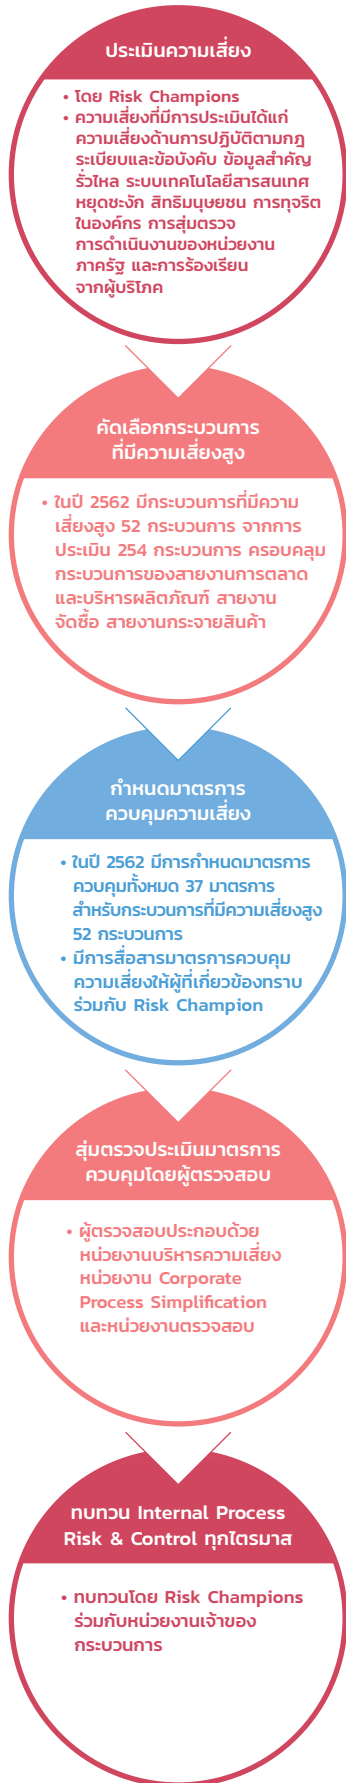 ประเมินความเสี่ยง
• โดย Risk Champions
• ความเสี่ยงที่มีการประเมินได้แก่
ความเสี่ยงด้านการปฏิบัติตามกฎ
ระเบียบและข้อบังคับ ข้อมูลสำคัญ
รั่วไหล ระบบเทคโนโลยีสารสนเทศ
หยุดชะงัก สิทธิมนุษยชน การทุจริต
ในองค์กร การสุ่มตรวจ
การดำเนินงานของหน่วยงาน
ภาครัฐ และการร้องเรียน
จากผู้บริโภค
คัดเลือกกระบวนการ
ที่มีความเสี่ยงสูง
• ในปี 2562 มีกระบวนการที่มีความ
เสี่ยงสูง 52 กระบวนการ จากการ
ประเมิน 254 กระบวนการ ครอบคลุม
กระบวนการของสายงานการตลาด
และบริหารผลิตภัณฑ์ สายงาน
จัดซื้อ สายงานกระจายสินค้า
กำหนดมาตรการ
ควบคุมความเสี่ยง
• ในปี 2562 มีการกำหนดมาตรการ
ควบคุมทั้งหมด 37 มาตรการ
สำหรับกระบวนการที่มีความเสี่ยงสูง
52 กระบวนการ
• มีการสื่อสารมาตรการควบคุม
ความเสี่ยงให้ผู้ที่เกี่ยวข้องทราบ
ร่วมกับ Risk Champion
สุ่มตรวจประเมินมาตรการ
ควบคุมโดยผู้ตรวจสอบ
• ผู้ตรวจสอบประกอบด้วย
หน่วยงานบริหารความเสี่ยง
หน่วยงาน Corporate
Process Simplification
และหน่วยงานตรวจสอบ
ทบทวน Internal Process
Risk & Control ทุกไตรมาส
• ทบทวนโดย Risk Champions
ร่วมกับหน่วยงานเจ้าของ
กระบวนการ